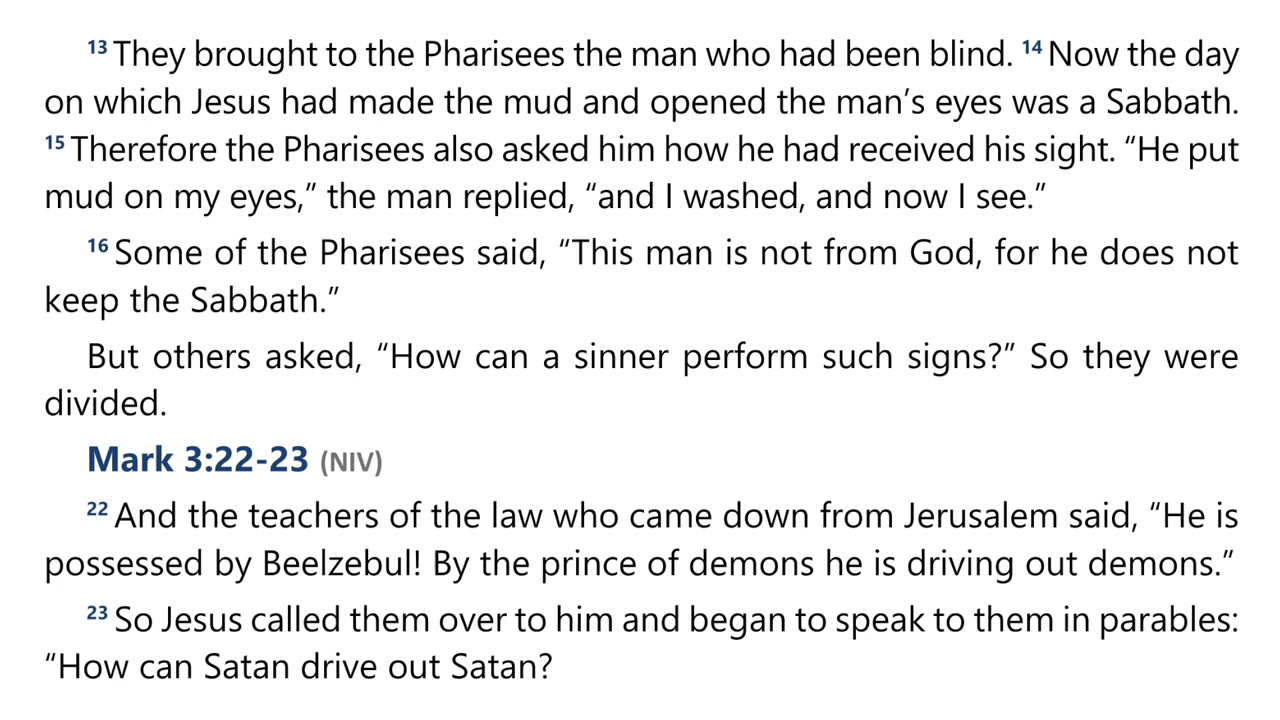 13 They brought to the Pharisees the man who had been blind. 14 Now the day
on which Jesus had made the mud and opened the man’s eyes was a Sabbath.
15 Therefore the Pharisees also asked him how he had received his sight. “He put
mud on my eyes,” the man replied, “and I washed, and now I see.”
16 Some of the Pharisees said, “This man is not from God, for he does not
keep the Sabbath.”
But others asked, “How can a sinner perform such signs?” So they were
divided.
Mark 3:22-23 (NIV)
22 And the teachers of the law who came down from Jerusalem said, “He is
possessed by Beelzebul! By the prince of demons he is driving out demons.”
23 So Jesus called them over to him and began to speak to them in parables:
“How can Satan drive out Satan?